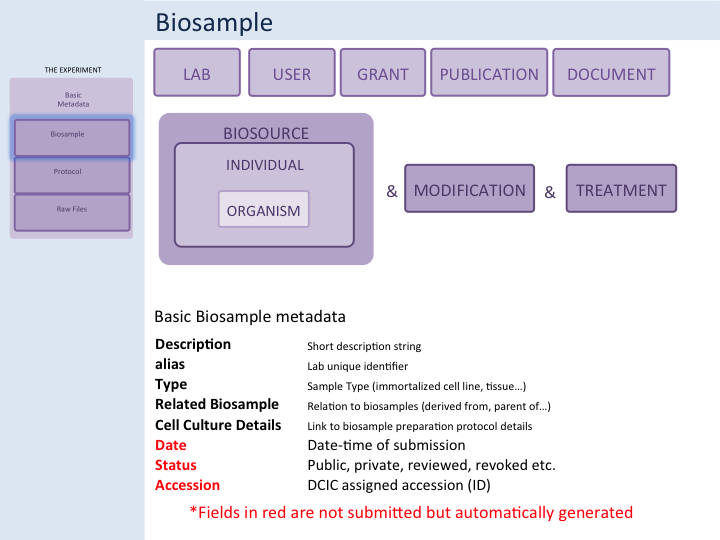 Biosample
THE EXPERIMENT
Basic
Metadata
Biosample
Protocol
Raw Files
LAB
USER
GRANT
PUBLICATION
DOCUMENT
BIOSOURCE
INDIVIDUAL
ORGANISM
& MODIFICATION & TREATMENT
Basic Biosample metadata
Description Short description string
alias Lab unique identifier
Type Sample Type (immortalized cell line, tissue...)
Related Biosample Relation to biosamples (derived from, parent of...)
Cell Culture Details Link to biosample preparation protocol details
Date Date-time of submission
Status Public, private, reviewed, revoked etc.
Accession DCIC assigned accession (ID)
*Fields in red are not submitted but automatically generated